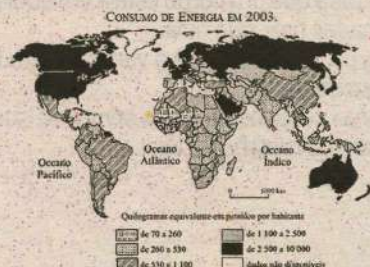 CONSUMO DE ENERGIA EM 2003.
Oceano
Pacífico
Oceano
Atlântico
Oceano
Índico
0
Quilogramas equivalente em petróleo por habitante
de 70 a 260
de 260 a 530
de 530 a 1 100
de 1 100 a 2 500
de 2 500 a 10 000
dados não disponíveis